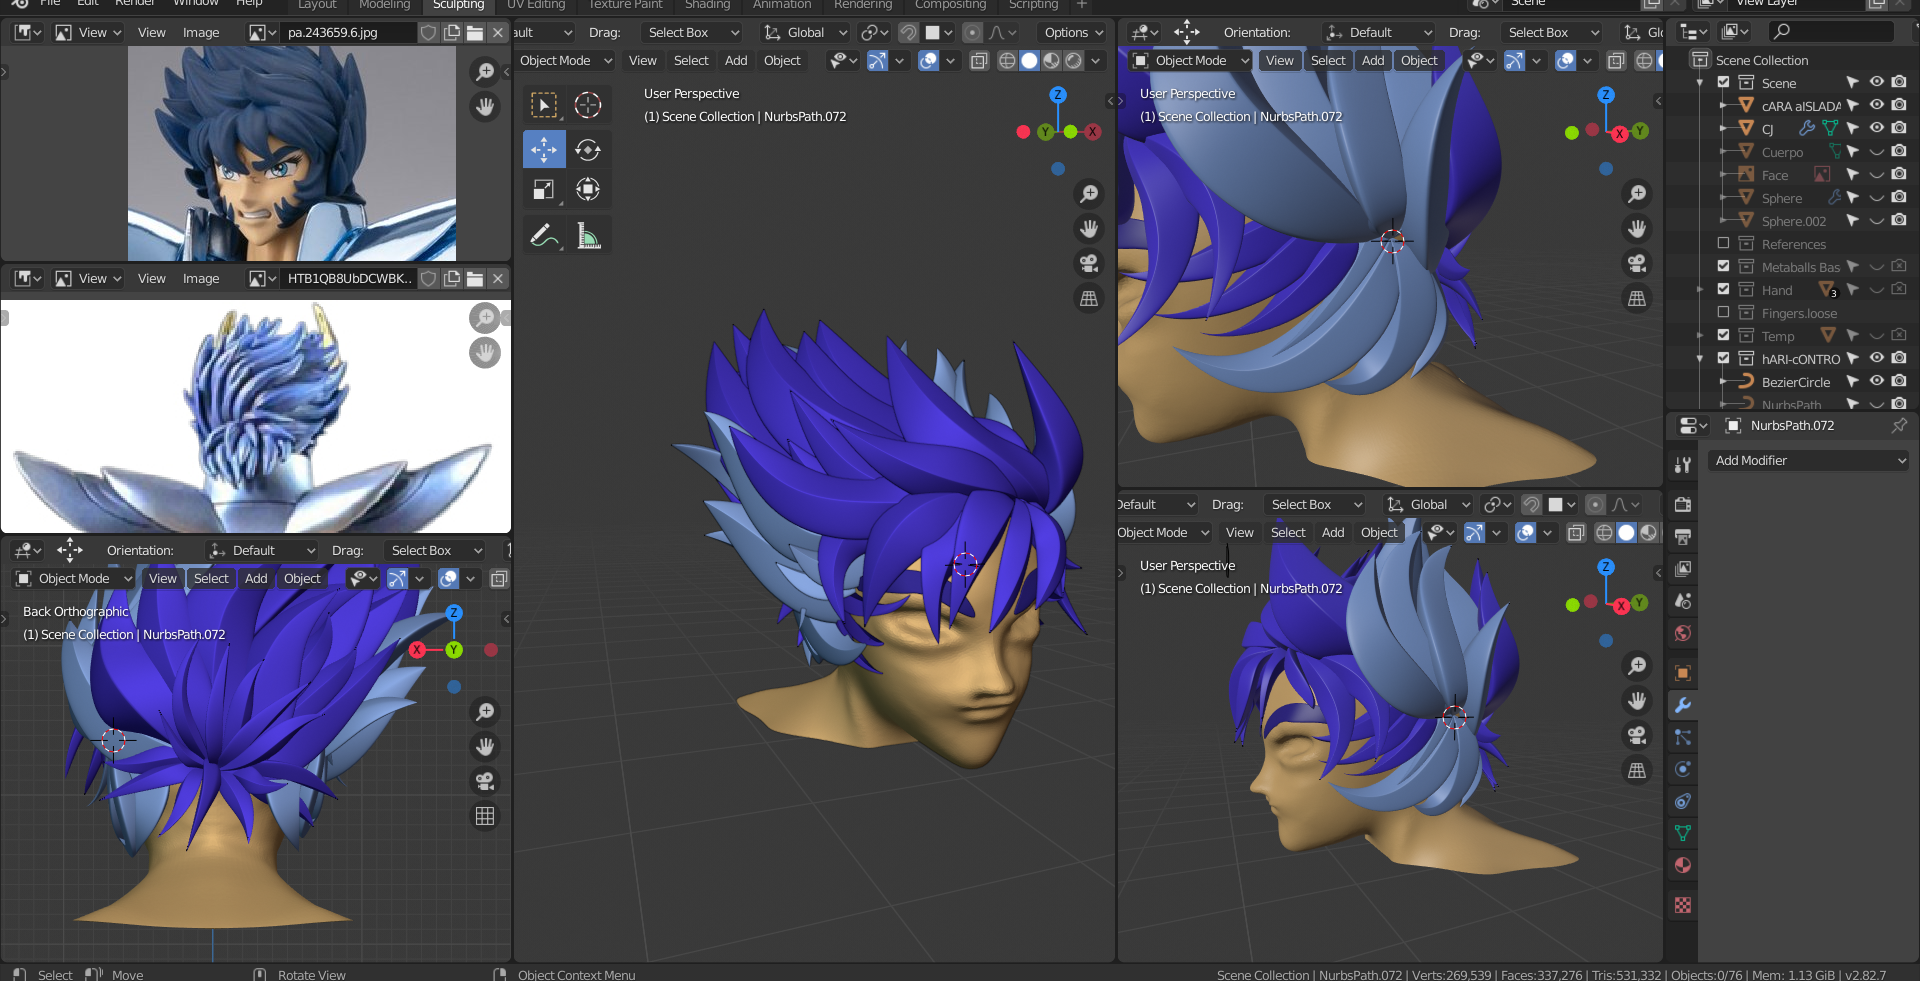 File Edit Render Window Help Layout Modeling Sculpting UV Editing Texture Paint Shading Animation Rendering Compositing Scripting + Scene View Layer
View View Image pa.243659.6.jpg
ault Drag: Select Box Global Options
Orientation: Default Drag: Select Box Gl
Object Mode View Select Add Object
Object Mode View Select Add Object
Scene Collection
Scene
cARA aISLADA
CJ
Cuerpo
Face
Sphere
Sphere.002
References
Metaballs Bas
Hand 3
Fingers.loose
Temp
hARI-cONTRO
BezierCircle
NurbsPath
User Perspective
(1) Scene Collection | NurbsPath.072
Z
Y X
User Perspective
(1) Scene Collection | NurbsPath.072
Z
X Y
View View Image HTB1QB8UbDCWBK..
NurbsPath.072
Add Modifier
Default Drag: Select Box Global
Object Mode View Select Add Object
User Perspective
(1) Scene Collection | NurbsPath.072
Z
X Y
Orientation: Default Drag: Select Box
Object Mode View Select Add Object
Back Orthographic
(1) Scene Collection | NurbsPath.072
Z
X Y
Select Move Rotate View Object Context Menu Scene Collection | NurbsPath.072 | Verts:269,539 | Faces:337,276 | Tris:531,332 | Objects:0/76 | Mem: 1.13 GiB | v2.82.7